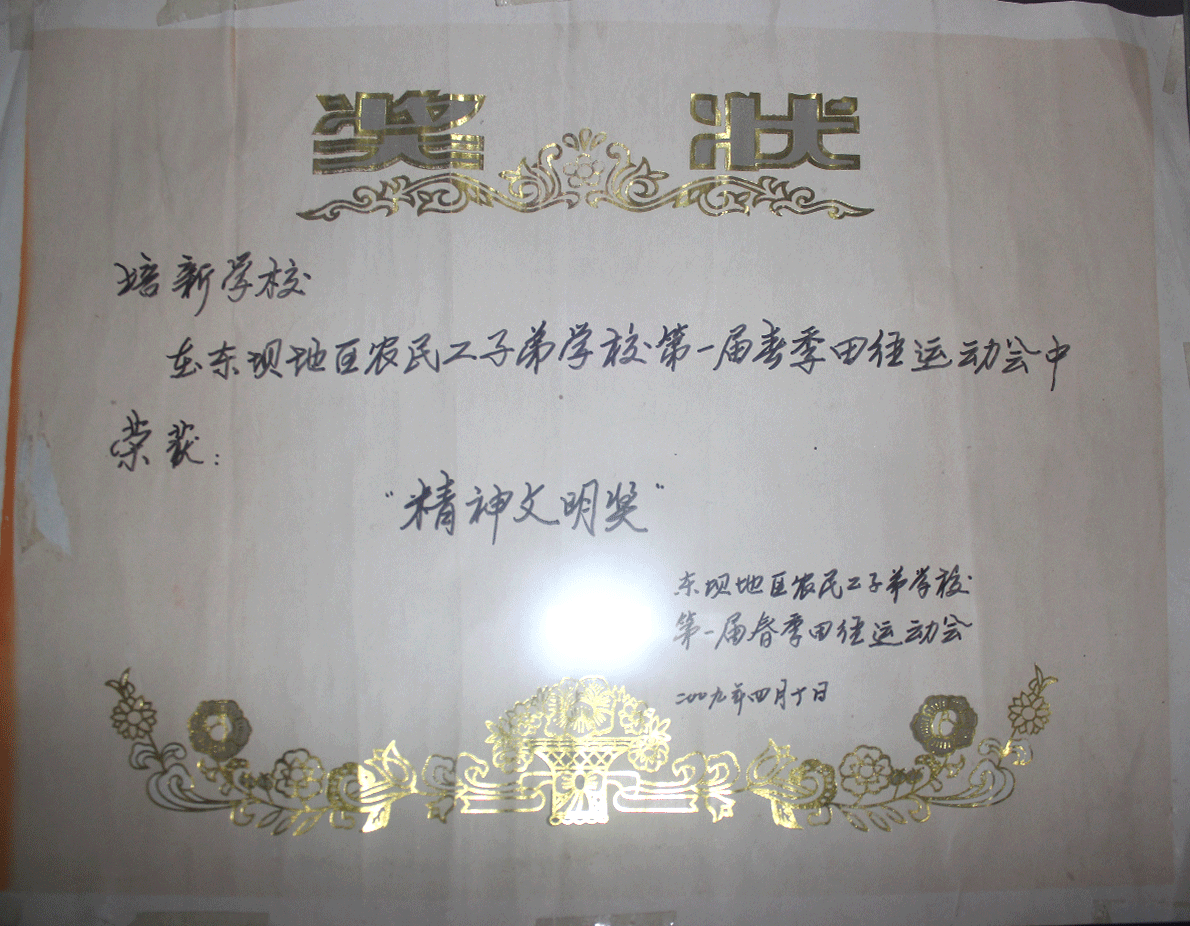 奖状
培新学校
在东坝地区农民工子弟学校第一届春季田径运动会中
荣获:
“精神文明奖”
东坝地区农民工子弟学校
第一届春季田径运动会
二〇〇九年四月十日